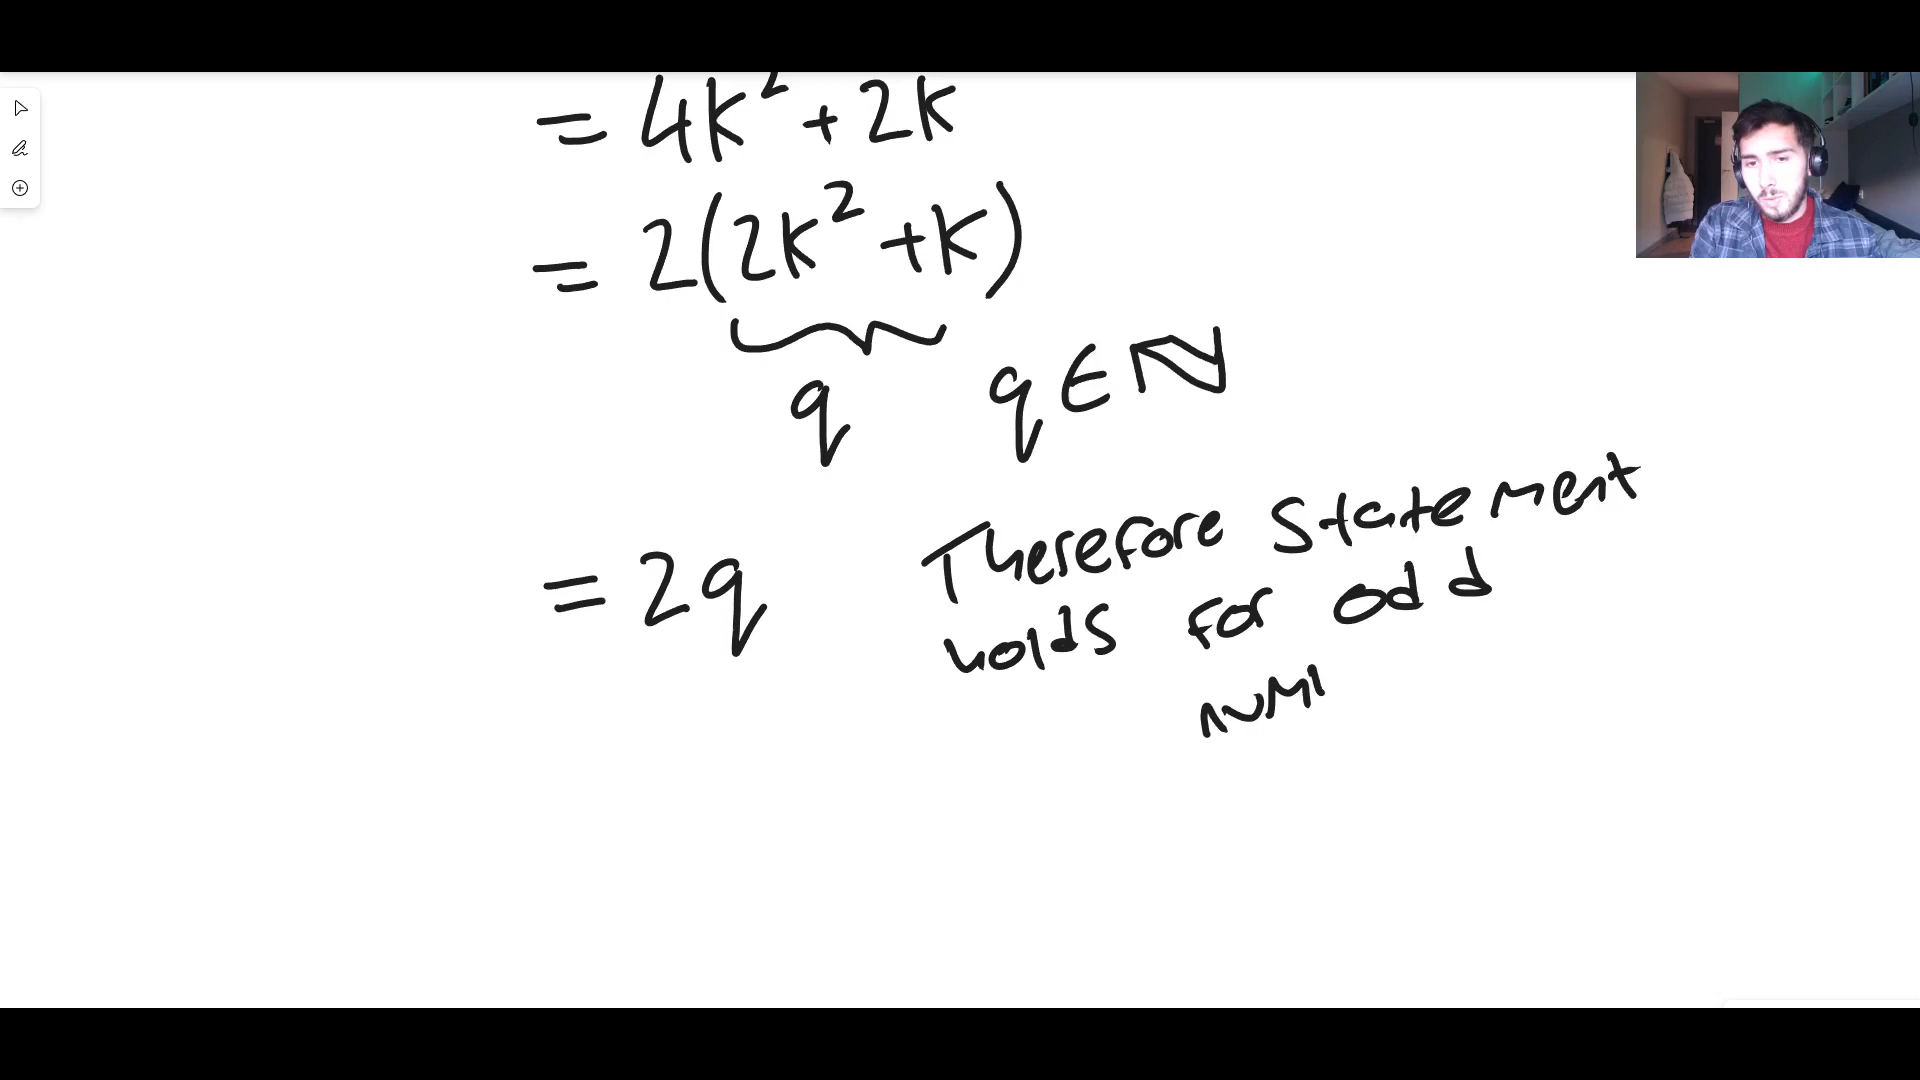 = 4k² + 2k
= 2(2k² + k)
q q ∈ ℕ
= 2q Therefore statement
holds for odd
num